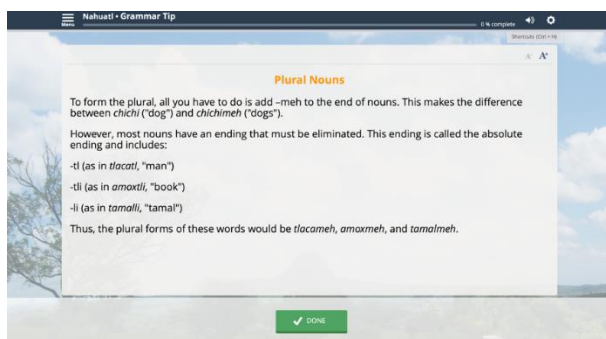 Nahuatl • Grammar Tip
Menu
0 % complete
Shortcuts (Ctrl + H)
A- A+
Plural Nouns
To form the plural, all you have to do is add –meh to the end of nouns. This makes the difference
between chichi ("dog") and chichimeh ("dogs").
However, most nouns have an ending that must be eliminated. This ending is called the absolute
ending and includes:
-tl (as in tlacatl, "man")
-tli (as in amoxtli, "book")
-li (as in tamalli, "tamal")
Thus, the plural forms of these words would be tlacameh, amoxmeh, and tamalmeh.
DONE